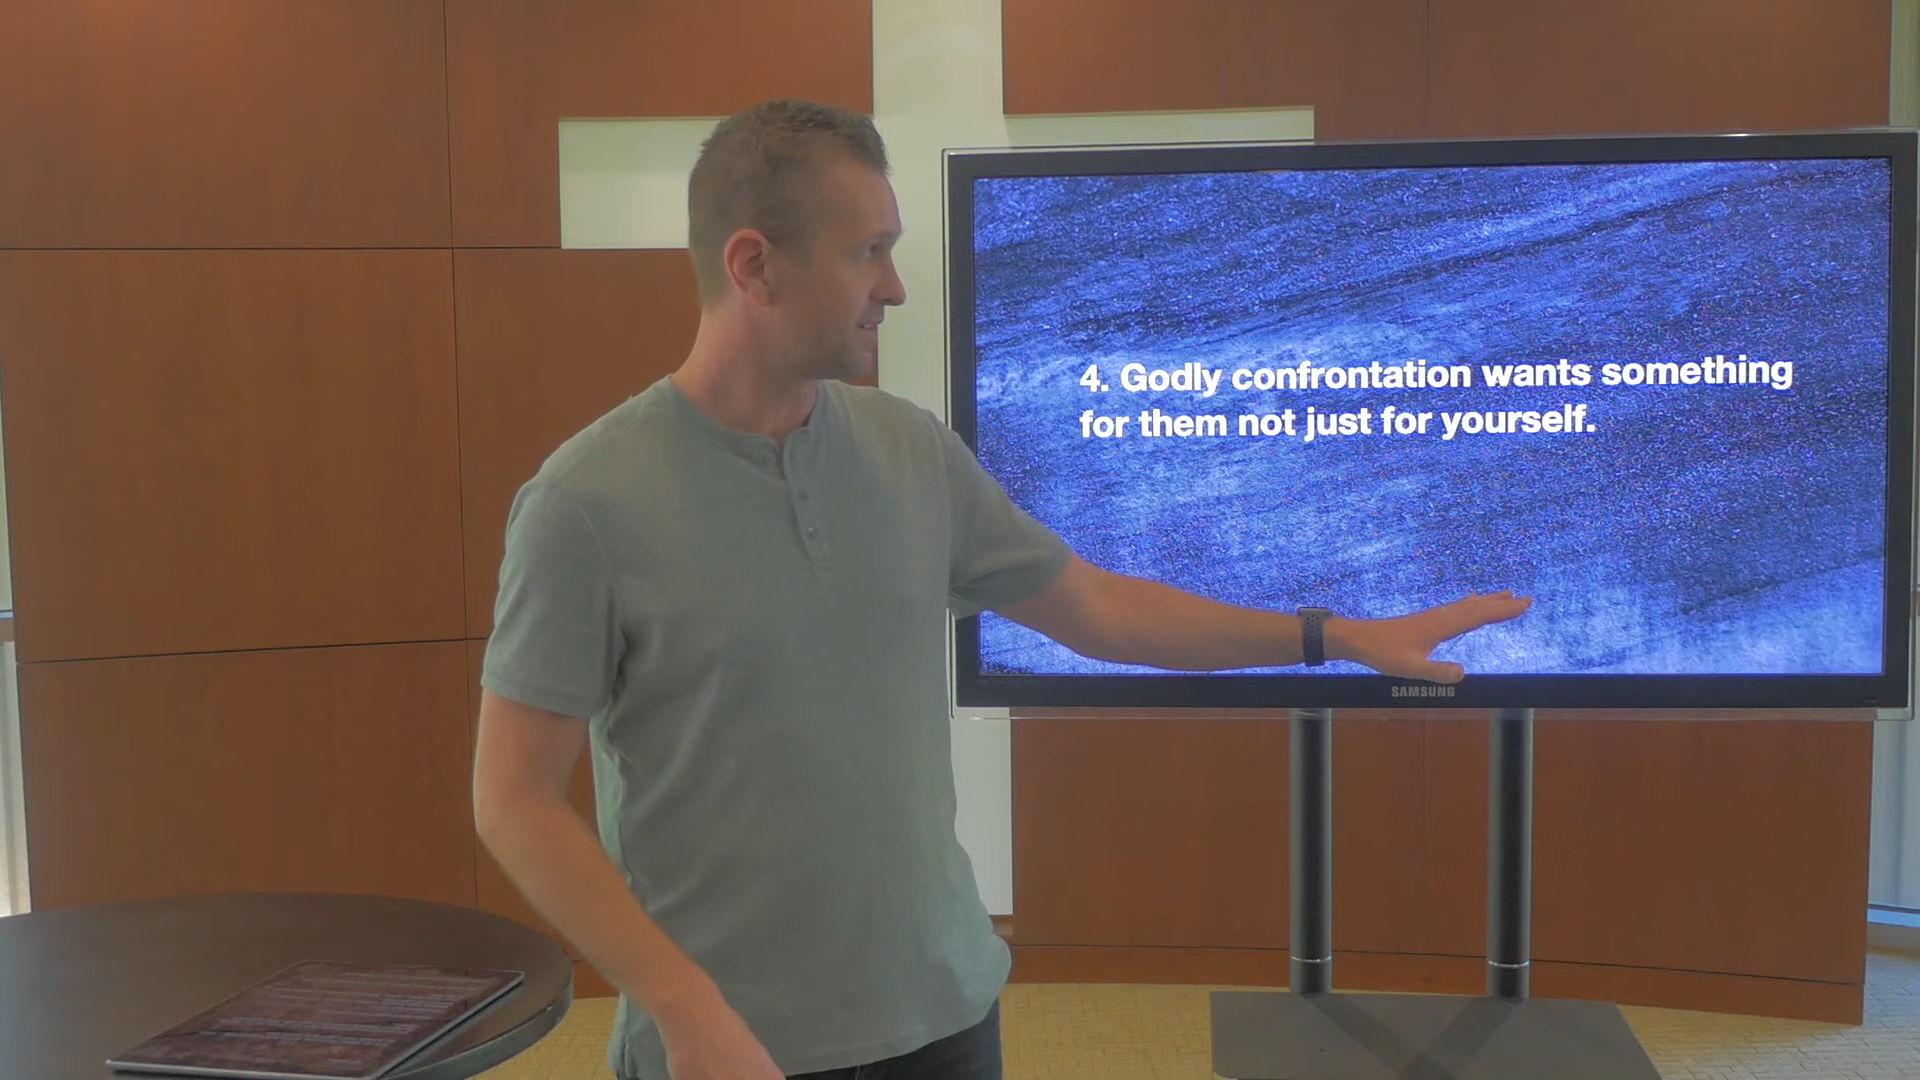 4. Godly confrontation wants something
for them not just for yourself.
SAMSUNG